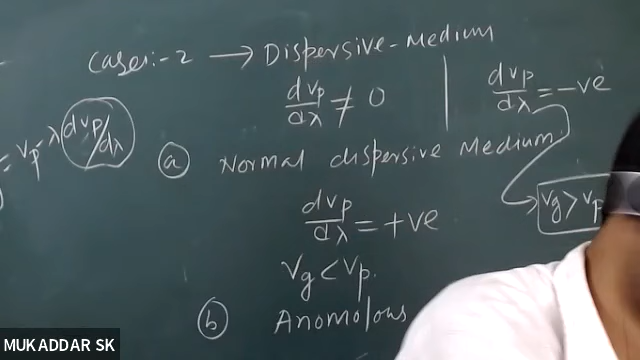 Cases:-2 → Dispersive-Medium
dvp/dλ ≠ 0
= vp - λ dvp/dλ
(a) Normal dispersive Medium.
dvp/dλ = +ve
vg < vp.
(b) Anomolous
dvp/dλ = -ve
vg > vp
MUKADDAR SK